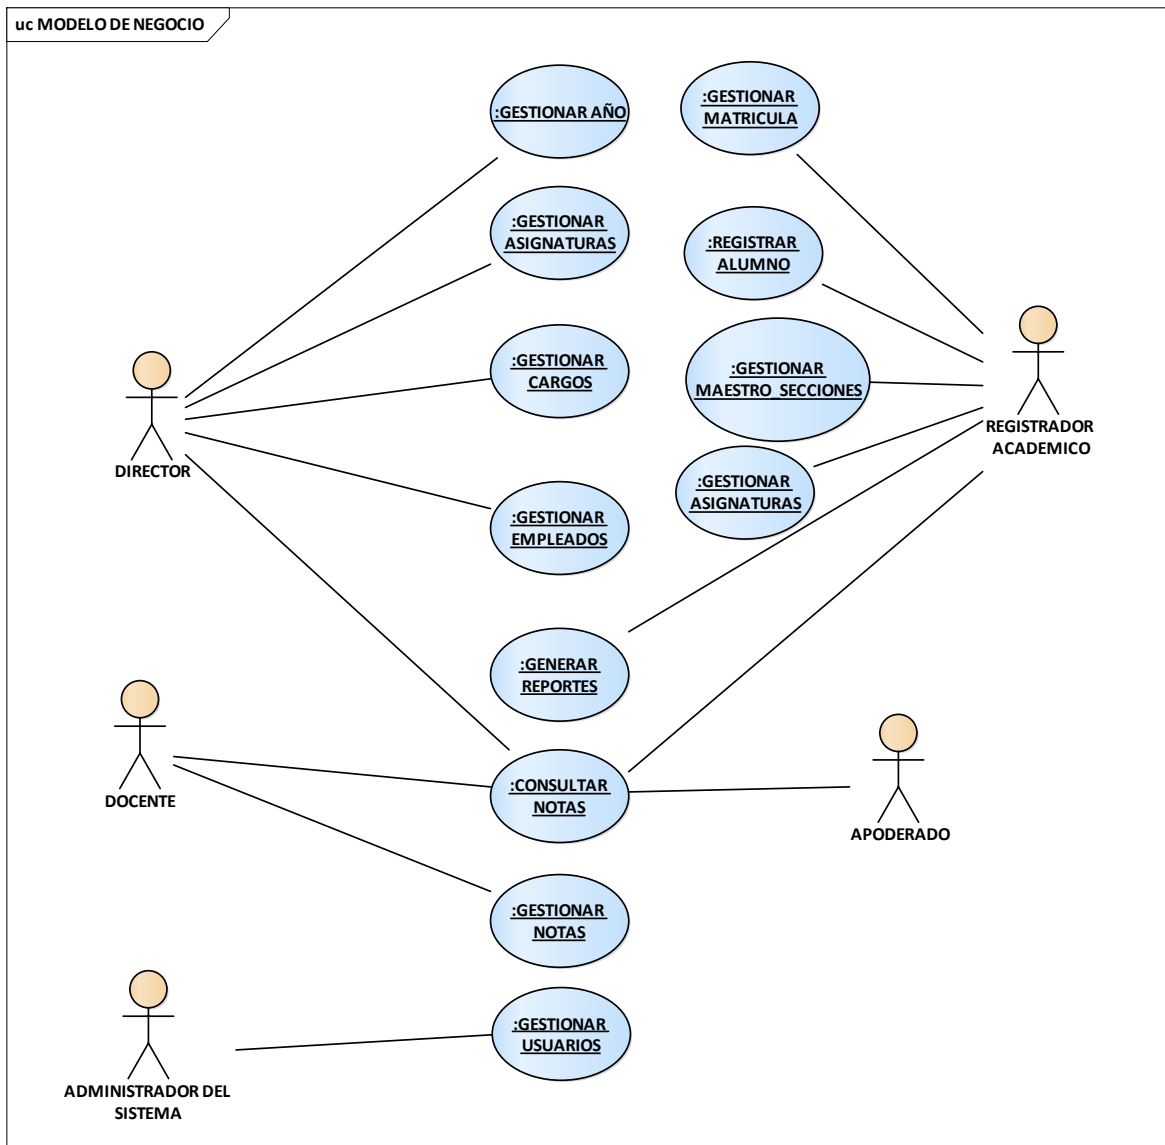 uc MODELO DE NEGOCIO
:GESTIONAR AÑO
:GESTIONAR
MATRICULA
:GESTIONAR
ASIGNATURAS
:REGISTRAR
ALUMNO
:GESTIONAR
CARGOS
:GESTIONAR
MAESTRO_SECCIONES
DIRECTOR
REGISTRADOR
ACADEMICO
:GESTIONAR
ASIGNATURAS
:GESTIONAR
EMPLEADOS
:GENERAR
REPORTES
DOCENTE
:CONSULTAR
NOTAS
APODERADO
:GESTIONAR
NOTAS
:GESTIONAR
USUARIOS
ADMINISTRADOR DEL
SISTEMA